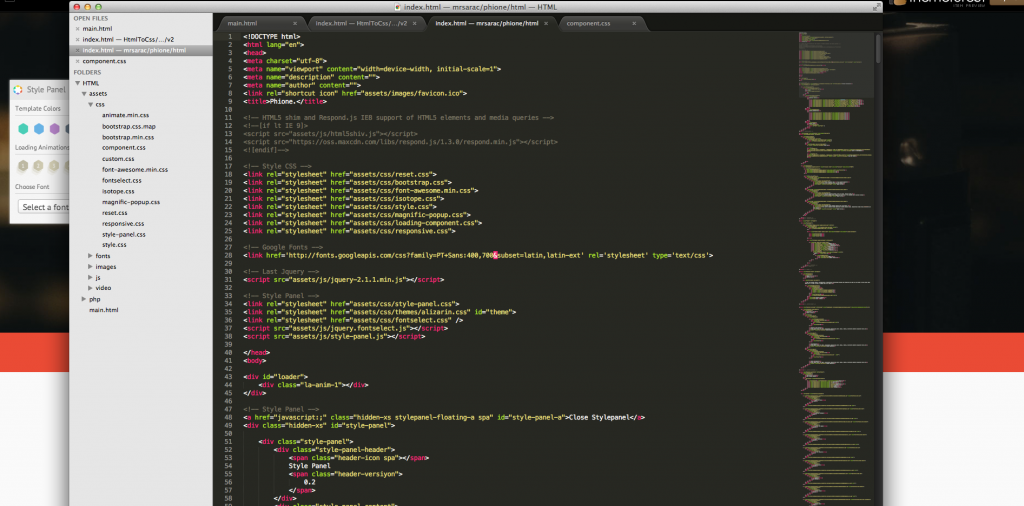 index.html — mrsarac/phione/html — HTML
Style Panel
Template Colors
Loading Animations
1
2
3
Choose Font
Select a font
OPEN FILES
main.html
index.html — HtmlToCss/…/v2
index.html — mrsarac/phione/html
component.css
FOLDERS
HTML
assets
css
animate.min.css
bootstrap.css.map
bootstrap.min.css
component.css
custom.css
font-awesome.min.css
fontselect.css
isotope.css
magnific-popup.css
reset.css
responsive.css
style-panel.css
style.css
fonts
images
js
video
php
main.html
main.html
index.html — HtmlToCss/…/v2
index.html — mrsarac/phione/html
component.css
1 <!DOCTYPE html>
2 <html lang="en">
3 <head>
4 <meta charset="utf-8">
5 <meta name="viewport" content="width=device-width, initial-scale=1">
6 <meta name="description" content="">
7 <meta name="author" content="">
8 <link rel="shortcut icon" href="assets/images/favicon.ico">
9 <title>Phione.</title>
10
11 <!-- HTML5 shim and Respond.js IE8 support of HTML5 elements and media queries -->
12 <!--[if lt IE 9]>
13 <script src="assets/js/html5shiv.js"></script>
14 <script src="https://oss.maxcdn.com/libs/respond.js/1.3.0/respond.min.js"></script>
15 <![endif]-->
16
17 <!-- Style CSS -->
18 <link rel="stylesheet" href="assets/css/reset.css">
19 <link rel="stylesheet" href="assets/css/bootstrap.css">
20 <link rel="stylesheet" href="assets/css/font-awesome.min.css">
21 <link rel="stylesheet" href="assets/css/isotope.css">
22 <link rel="stylesheet" href="assets/css/style.css">
23 <link rel="stylesheet" href="assets/css/magnific-popup.css">
24 <link rel="stylesheet" href="assets/css/loading-component.css">
25 <link rel="stylesheet" href="assets/css/responsive.css">
26
27 <!-- Google Fonts -->
28 <link href='http://fonts.googleapis.com/css?family=PT+Sans:400,700&subset=latin,latin-ext' rel='stylesheet' type='text/css'>
29
30 <!-- Last Jquery -->
31 <script src="assets/js/jquery-2.1.1.min.js"></script>
32
33 <!-- Style Panel -->
34 <link rel="stylesheet" href="assets/css/style-panel.css">
35 <link rel="stylesheet" href="assets/css/themes/alizarin.css" id="theme">
36 <link rel="stylesheet" href="assets/css/fontselect.css" />
37 <script src="assets/js/jquery.fontselect.js"></script>
38 <script src="assets/js/style-panel.js"></script>
39
40 </head>
41 <body>
42
43 <div id="loader">
44 <div class="la-anim-1"></div>
45 </div>
46
47 <!-- Style Panel -->
48 <a href="javascript:;" class="hidden-xs stylepanel-floating-a spa" id="style-panel-a">Close Stylepanel</a>
49 <div class="hidden-xs" id="style-panel">
50
51 <div class="style-panel">
52 <div class="style-panel-header">
53 <span class="header-icon spa"></span>
54 Style Panel
55 <span class="header-versiyon">
56 0.2
57 </span>
58 </div>